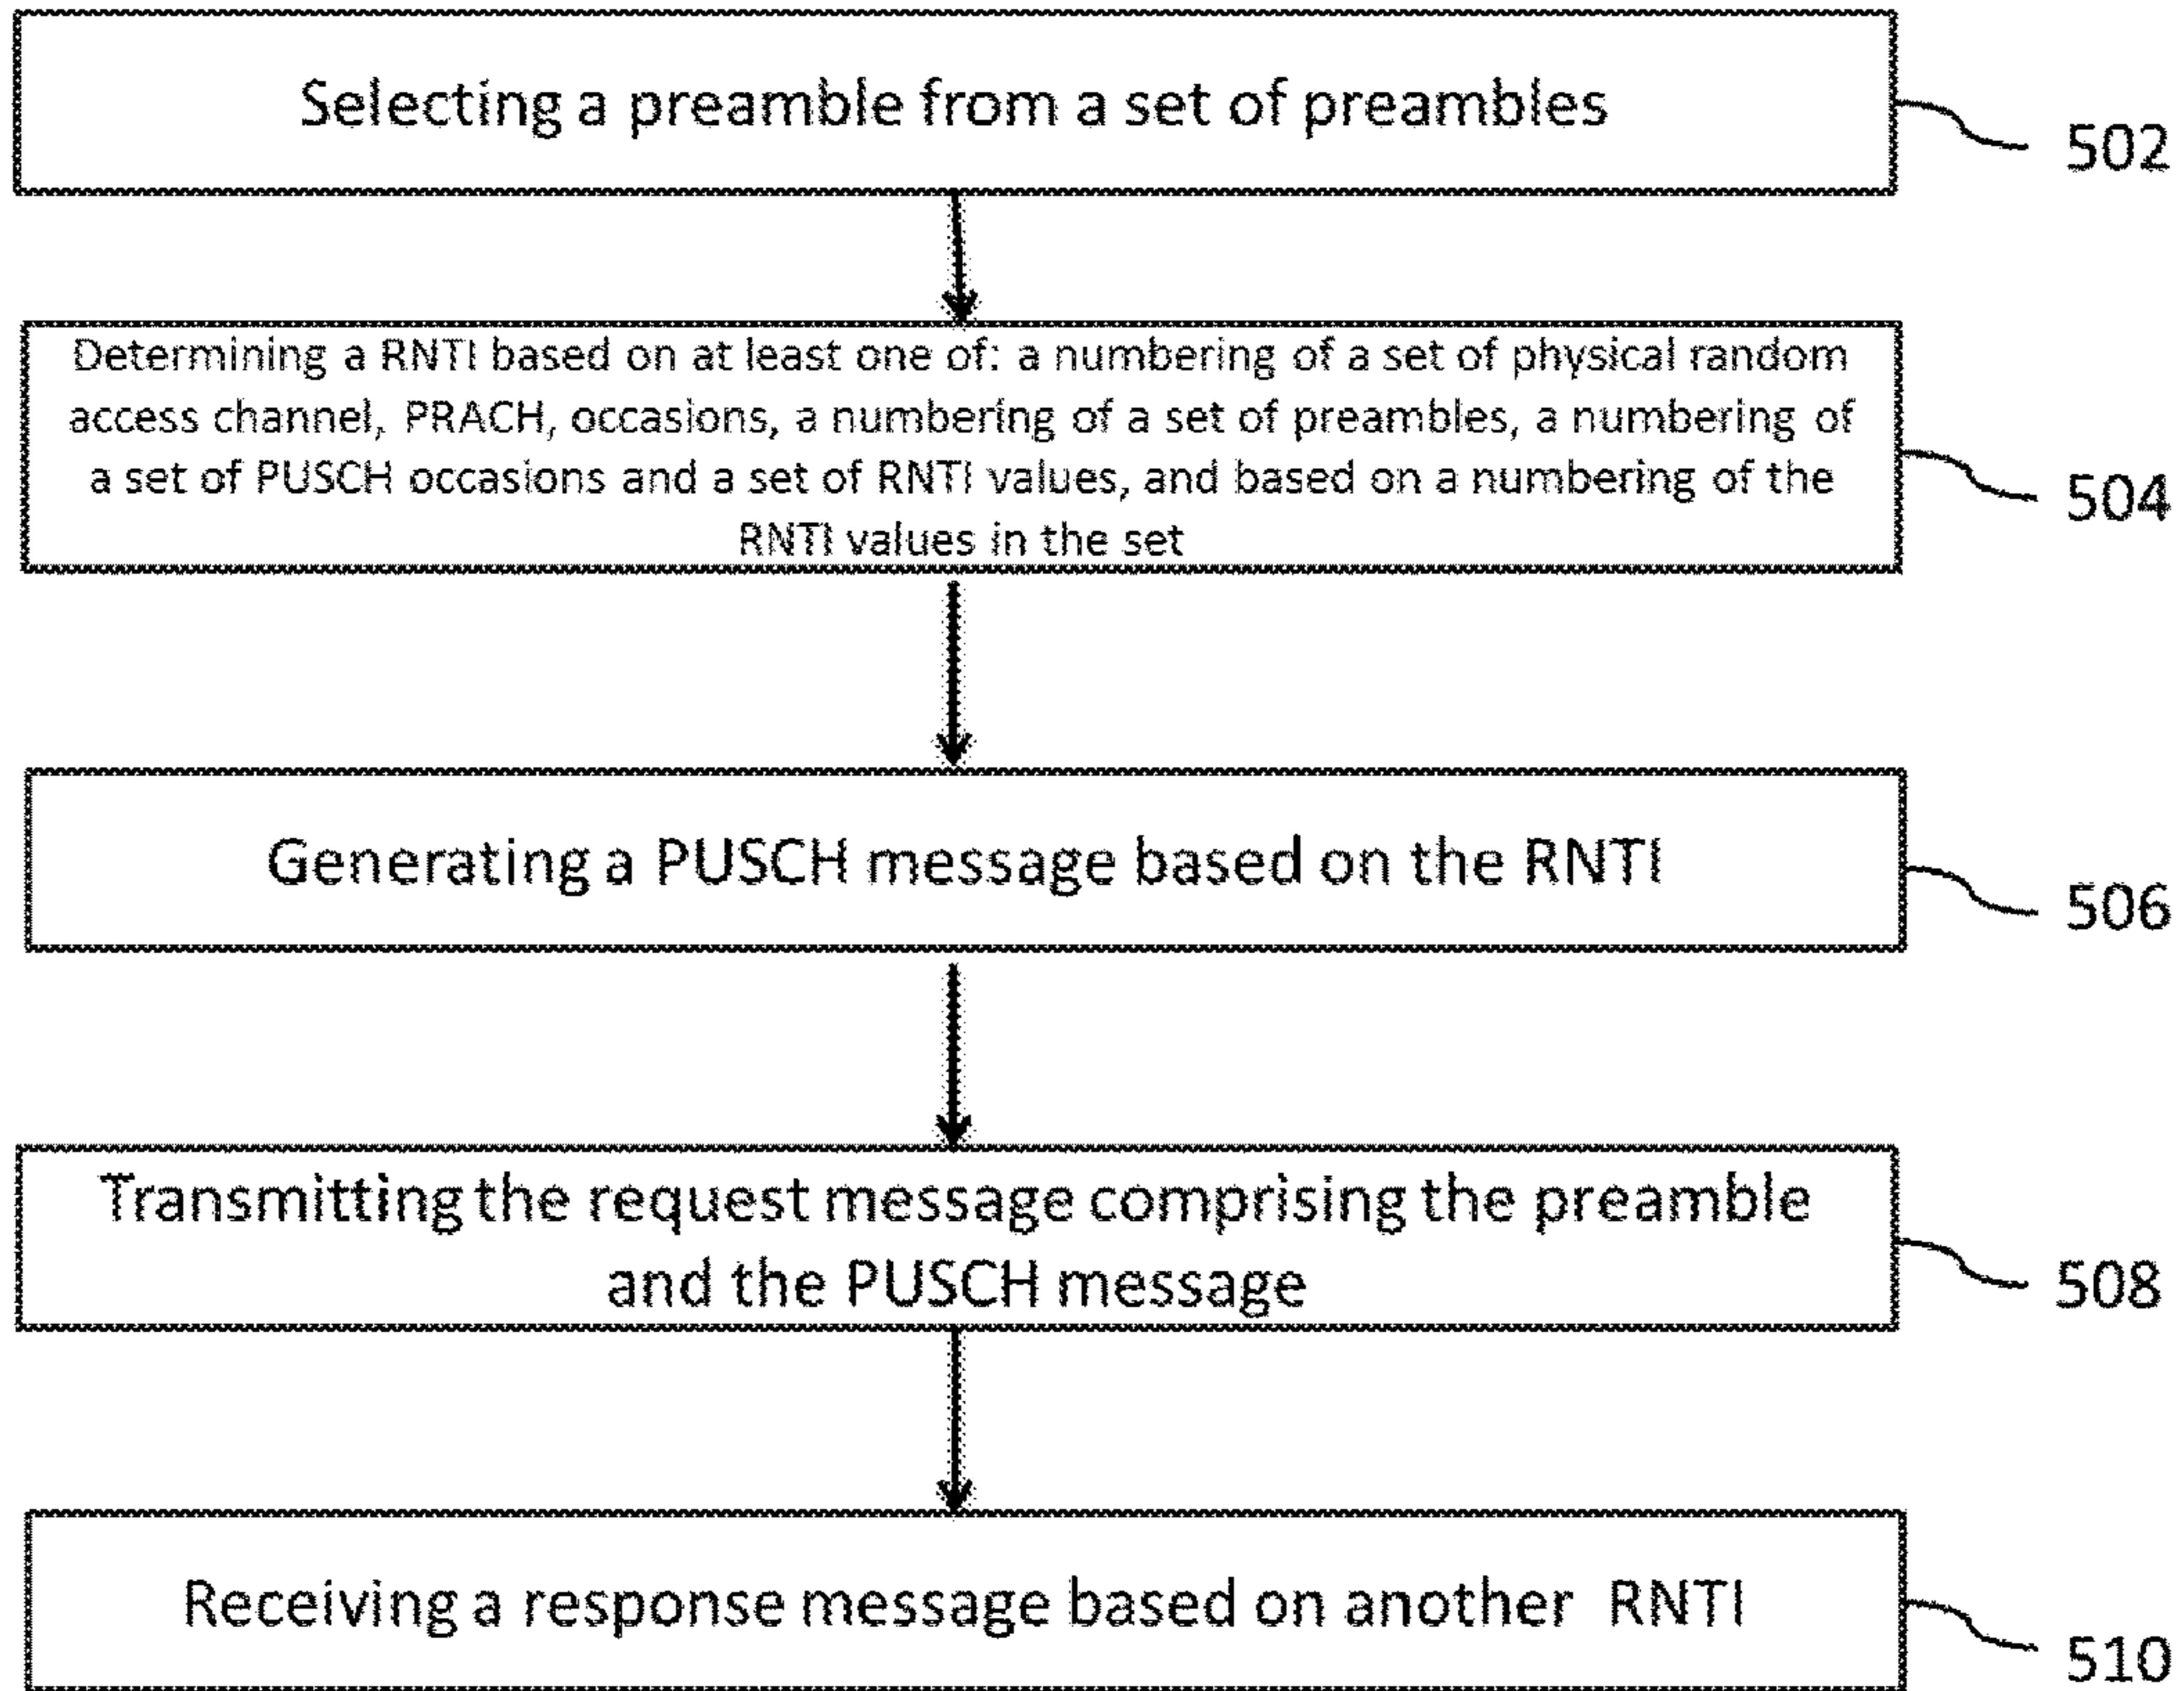 Selecting a preamble from a set of preambles
502
Determining a RNTI based on at least one of: a numbering of a set of physical random
access channel, PRACH, occasions, a numbering of a set of preambles, a numbering of
a set of PUSCH occasions and a set of RNTI values, and based on a numbering of the
RNTI values in the set
504
Generating a PUSCH message based on the RNTI
506
Transmitting the request message comprising the preamble
and the PUSCH message
508
Receiving a response message based on another RNTI
510